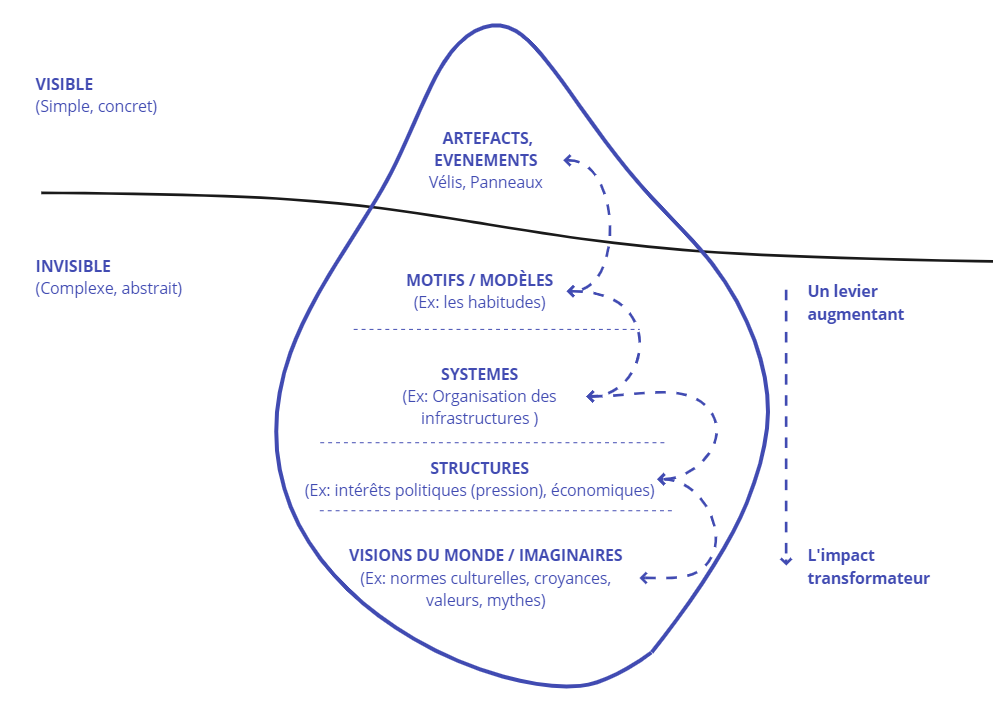 VISIBLE
(Simple, concret)
ARTEFACTS,
EVENEMENTS
Vélis, Panneaux
INVISIBLE
(Complexe, abstrait)
MOTIFS / MODÈLES
(Ex: les habitudes)
Un levier
augmentant
SYSTEMES
(Ex: Organisation des
infrastructures )
STRUCTURES
(Ex: intérêts politiques (pression), économiques)
VISIONS DU MONDE / IMAGINAIRES
(Ex: normes culturelles, croyances,
valeurs, mythes)
L'impact
transformateur